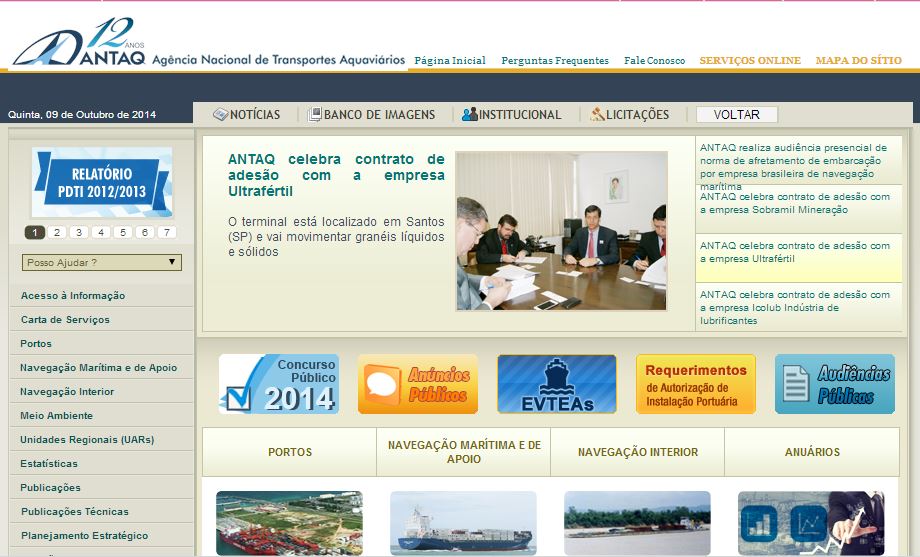 12 ANOS
ANTAQ Agência Nacional de Transportes Aquaviários
Página Inicial Perguntas Frequentes Fale Conosco SERVIÇOS ONLINE MAPA DO SÍTIO
Quinta, 09 de Outubro de 2014
NOTÍCIAS BANCO DE IMAGENS INSTITUCIONAL LICITAÇÕES VOLTAR
RELATÓRIO
PDTI 2012/2013
1 2 3 4 5 6 7
Posso Ajudar ?
Acesso à Informação
Carta de Serviços
Portos
Navegação Marítima e de Apoio
Navegação Interior
Meio Ambiente
Unidades Regionais (UARs)
Estatísticas
Publicações
Publicações Técnicas
Planejamento Estratégico
ANTAQ celebra contrato de
adesão com a empresa
Ultrafértil
O terminal está localizado em Santos
(SP) e vai movimentar granéis líquidos
e sólidos
ANTAQ realiza audiência presencial de
norma de afretamento de embarcação
por empresa brasileira de navegação
marítima
ANTAQ celebra contrato de adesão com
a empresa Sobramil Mineração
ANTAQ celebra contrato de adesão com
a empresa Ultrafértil
ANTAQ celebra contrato de adesão com
a empresa Icolub Indústria de
lubrificantes
Concurso
Público
2014
Anúncios
Públicos
EVTEAs
Requerimentos
de Autorização de
Instalação Portuária
Audiências
Públicas
PORTOS
NAVEGAÇÃO MARÍTIMA E DE
APOIO
NAVEGAÇÃO INTERIOR
ANUÁRIOS